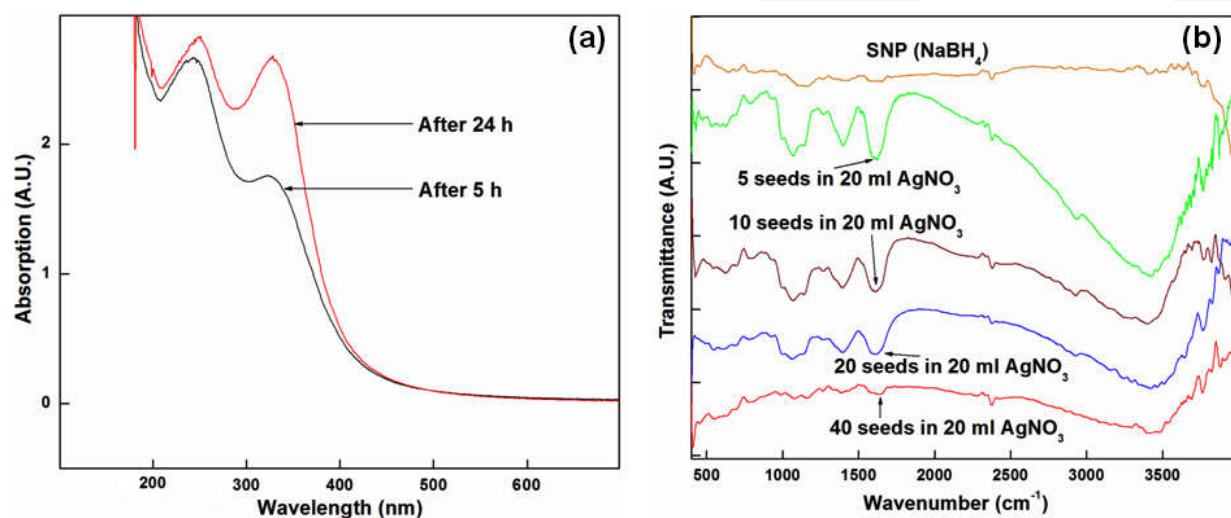 (a)
After 24 h
After 5 h
2
1
0
200 300 400 500 600
Wavelength (nm)
Absorption (A.U.)
(b)
SNP (NaBH₄)
5 seeds in 20 ml AgNO₃
10 seeds in 20 ml AgNO₃
20 seeds in 20 ml AgNO₃
40 seeds in 20 ml AgNO₃
500 1000 1500 2000 2500 3000 3500
Wavenumber (cm⁻¹)
Transmittance (A.U.)